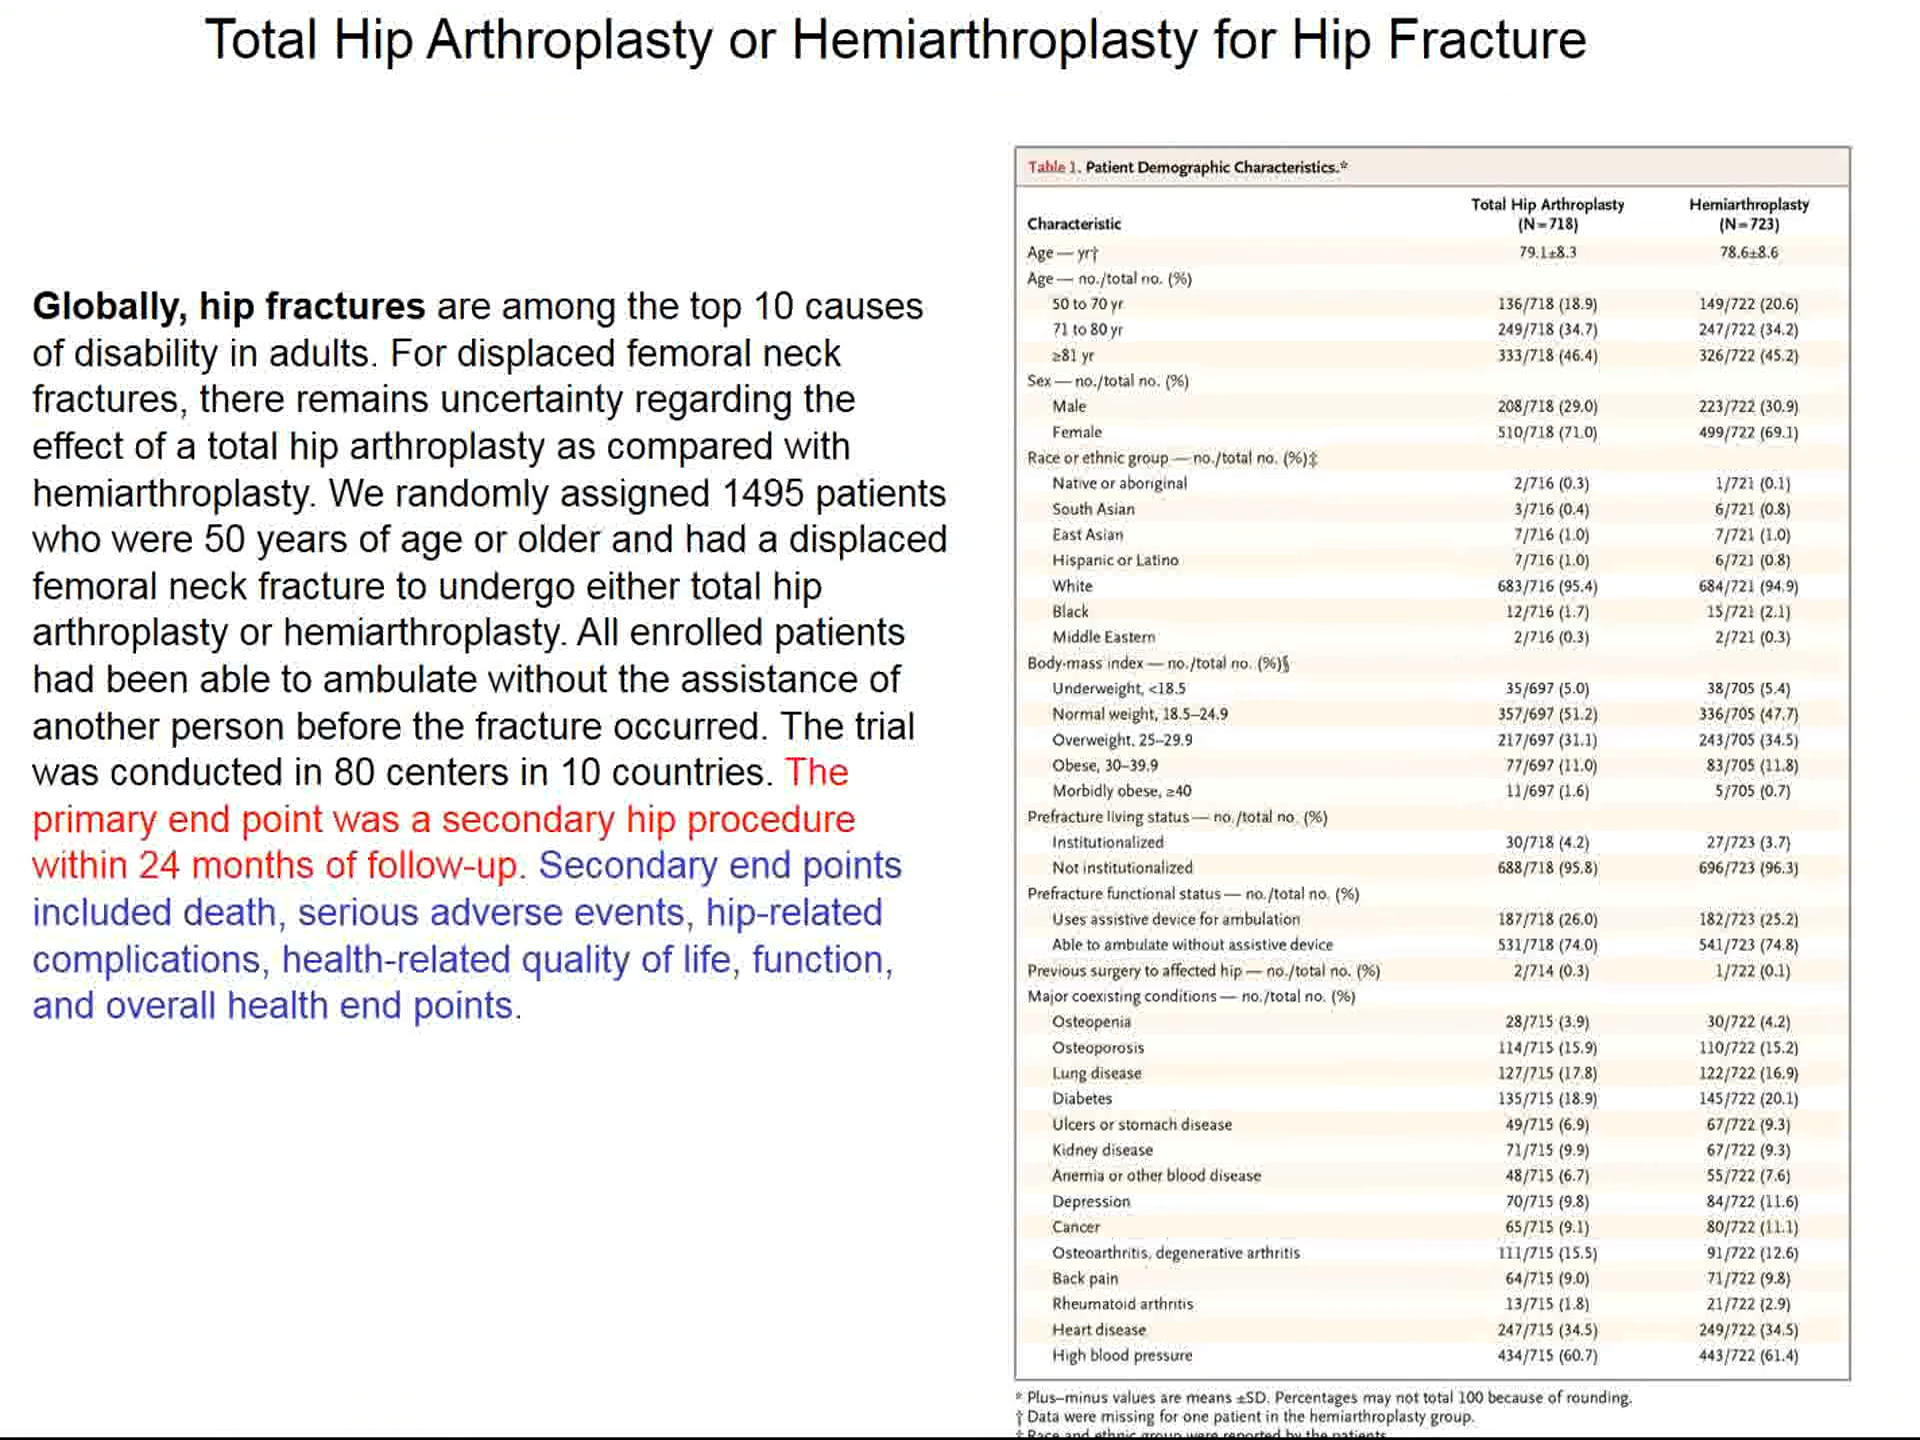 Total Hip Arthroplasty or Hemiarthroplasty for Hip Fracture
Globally, hip fractures are among the top 10 causes
of disability in adults. For displaced femoral neck
fractures, there remains uncertainty regarding the
effect of a total hip arthroplasty as compared with
hemiarthroplasty. We randomly assigned 1495 patients
who were 50 years of age or older and had a displaced
femoral neck fracture to undergo either total hip
arthroplasty or hemiarthroplasty. All enrolled patients
had been able to ambulate without the assistance of
another person before the fracture occurred. The trial
was conducted in 80 centers in 10 countries. The
primary end point was a secondary hip procedure
within 24 months of follow-up. Secondary end points
included death, serious adverse events, hip-related
complications, health-related quality of life, function,
and overall health end points.
Table 1. Patient Demographic Characteristics.*
Characteristic Total Hip Arthroplasty (N=718) Hemiarthroplasty (N=723)
Age — yr† 79.1±8.3 78.6±8.6
Age — no./total no. (%)
50 to 70 yr 136/718 (18.9) 149/722 (20.6)
71 to 80 yr 249/718 (34.7) 247/722 (34.2)
≥81 yr 333/718 (46.4) 326/722 (45.2)
Sex — no./total no. (%)
Male 208/718 (29.0) 223/722 (30.9)
Female 510/718 (71.0) 499/722 (69.1)
Race or ethnic group — no./total no. (%)‡
Native or aboriginal 2/716 (0.3) 1/721 (0.1)
South Asian 3/716 (0.4) 6/721 (0.8)
East Asian 7/716 (1.0) 7/721 (1.0)
Hispanic or Latino 7/716 (1.0) 6/721 (0.8)
White 683/716 (95.4) 684/721 (94.9)
Black 12/716 (1.7) 15/721 (2.1)
Middle Eastern 2/716 (0.3) 2/721 (0.3)
Body-mass index — no./total no. (%)§
Underweight, <18.5 35/697 (5.0) 38/705 (5.4)
Normal weight, 18.5–24.9 357/697 (51.2) 336/705 (47.7)
Overweight, 25–29.9 217/697 (31.1) 243/705 (34.5)
Obese, 30–39.9 77/697 (11.0) 83/705 (11.8)
Morbidly obese, ≥40 11/697 (1.6) 5/705 (0.7)
Prefracture living status — no./total no. (%)
Institutionalized 30/718 (4.2) 27/723 (3.7)
Not institutionalized 688/718 (95.8) 696/723 (96.3)
Prefracture functional status — no./total no. (%)
Uses assistive device for ambulation 187/718 (26.0) 182/723 (25.2)
Able to ambulate without assistive device 531/718 (74.0) 541/723 (74.8)
Previous surgery to affected hip — no./total no. (%) 2/714 (0.3) 1/722 (0.1)
Major coexisting conditions — no./total no. (%)
Osteopenia 28/715 (3.9) 30/722 (4.2)
Osteoporosis 114/715 (15.9) 110/722 (15.2)
Lung disease 127/715 (17.8) 122/722 (16.9)
Diabetes 135/715 (18.9) 145/722 (20.1)
Ulcers or stomach disease 49/715 (6.9) 67/722 (9.3)
Kidney disease 71/715 (9.9) 67/722 (9.3)
Anemia or other blood disease 48/715 (6.7) 55/722 (7.6)
Depression 70/715 (9.8) 84/722 (11.6)
Cancer 65/715 (9.1) 80/722 (11.1)
Osteoarthritis, degenerative arthritis 111/715 (15.5) 91/722 (12.6)
Back pain 64/715 (9.0) 71/722 (9.8)
Rheumatoid arthritis 13/715 (1.8) 21/722 (2.9)
Heart disease 247/715 (34.5) 249/722 (34.5)
High blood pressure 434/715 (60.7) 443/722 (61.4)
* Plus–minus values are means ±SD. Percentages may not total 100 because of rounding.
† Data were missing for one patient in the hemiarthroplasty group.
‡ Race and ethnic group were reported by the patients.